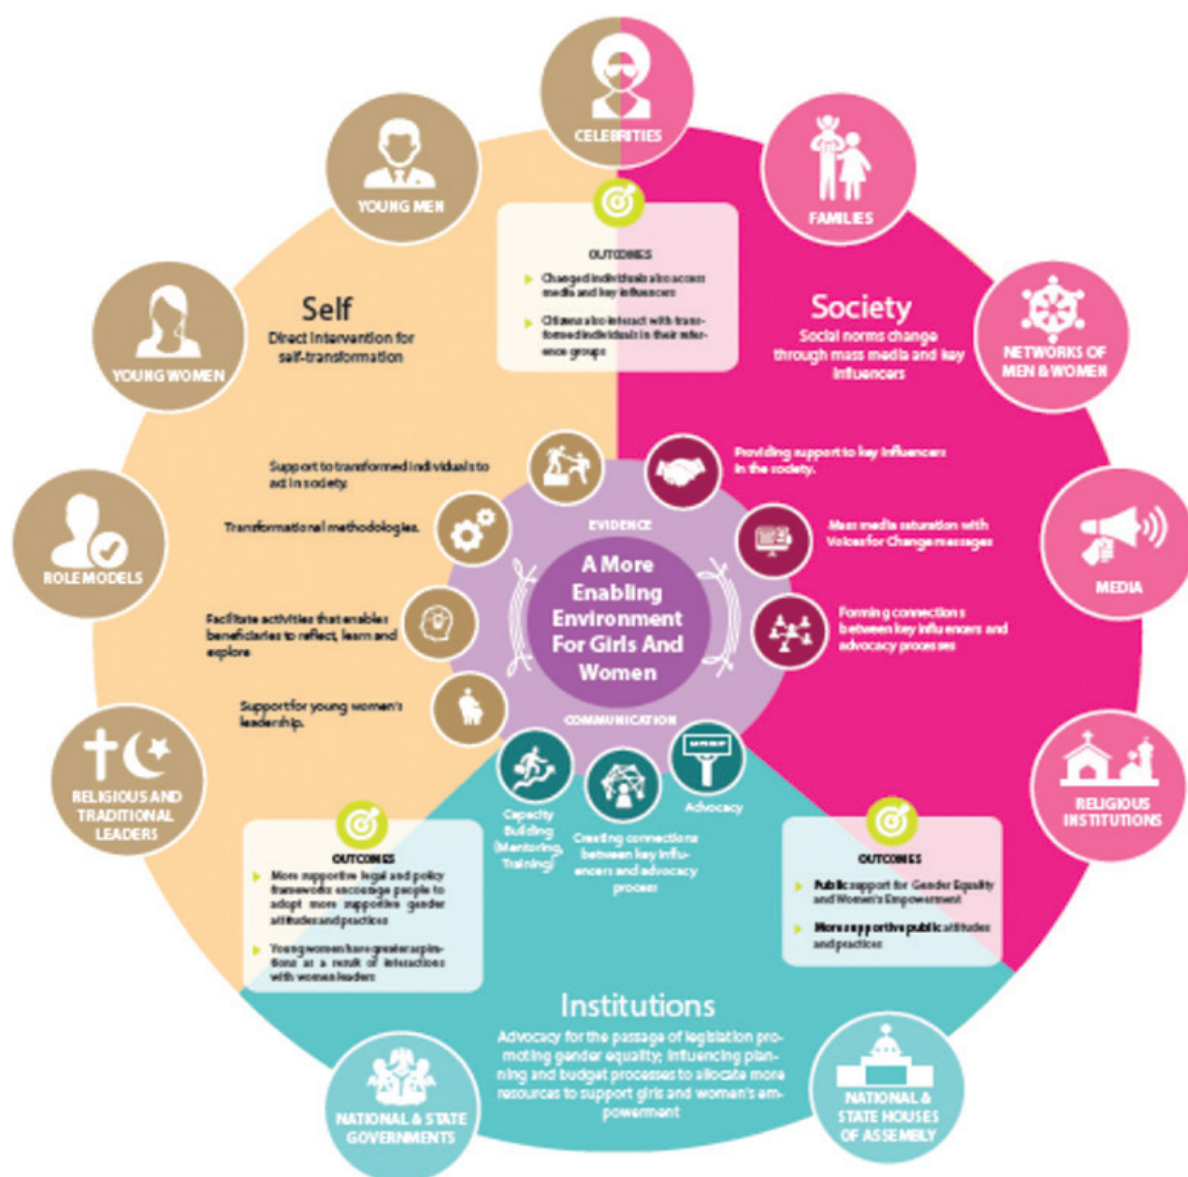 CELEBRITIES
YOUNG MEN
FAMILIES
YOUNG WOMEN
NETWORKS OF
MEN & WOMEN
ROLE MODELS
MEDIA
RELIGIOUS AND
TRADITIONAL
LEADERS
RELIGIOUS
INSTITUTIONS
NATIONAL & STATE
GOVERNMENTS
NATIONAL &
STATE HOUSES
OF ASSEMBLY
OUTCOMES
Changed individuals also access
media and key influencers
Citizens also interact with trans-
formed individuals in their refer-
ence groups
Self
Direct intervention for
self-transformation
Society
Social norms change
through mass media and key
influencers
Support to transformed individuals to
act in society.
Transformational methodologies.
Facilitate activities that enables
beneficiaries to reflect, learn and
explore
Support for young women's
leadership.
Providing support to key influencers
in the society.
Mass media saturation with
Voices for Change messages
Forming connections
between key influencers and
advocacy processes
EVIDENCE
A More
Enabling
Environment
For Girls And
Women
COMMUNICATION
Capacity
Building
(Mentoring,
Training)
Creating connections
between key influ-
encers and advocacy
process
Advocacy
OUTCOMES
More supportive legal and policy
frameworks encourage people to
adopt more supportive gender
attitudes and practices
Young women have greater aspira-
tions as a result of interactions
with women leaders
OUTCOMES
Public support for Gender Equality
and Women's Empowerment
More supportive public attitudes
and practices
Institutions
Advocacy for the passage of legislation pro-
moting gender equality; influencing plan-
ning and budget processes to allocate more
resources to support girls and women's em-
powerment